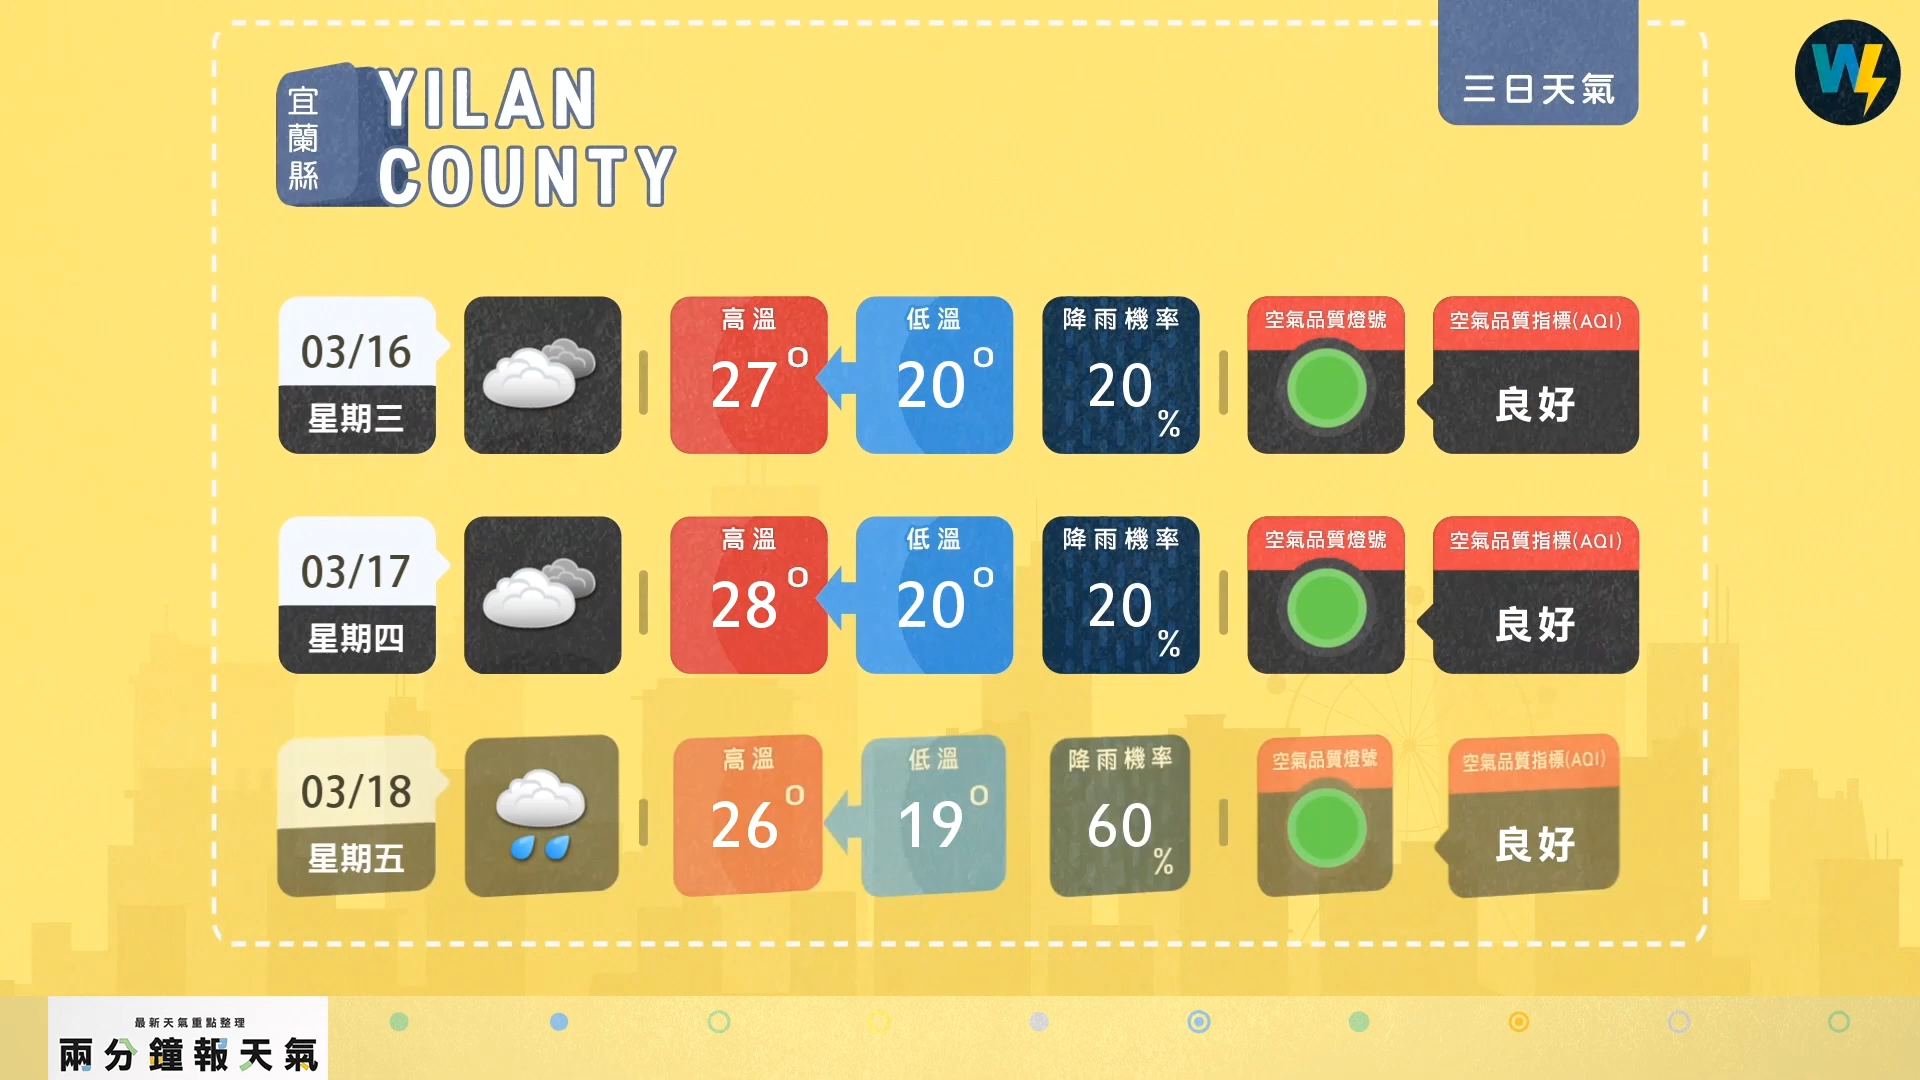 宜蘭縣
YILAN
COUNTY
三日天氣
W
03/16
星期三
高溫
27°
低溫
20°
降雨機率
20%
空氣品質燈號
空氣品質指標(AQI)
良好
03/17
星期四
高溫
28°
低溫
20°
降雨機率
20%
空氣品質燈號
空氣品質指標(AQI)
良好
03/18
星期五
高溫
26°
低溫
19°
降雨機率
60%
空氣品質燈號
空氣品質指標(AQI)
良好
最新天氣重點整理
兩分鐘報天氣